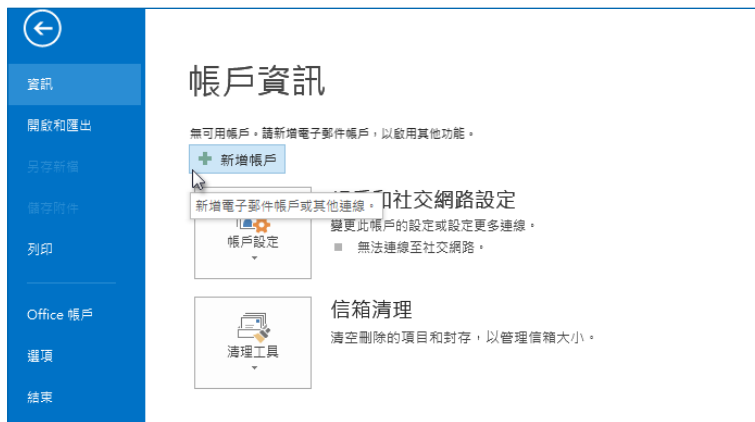 資訊
開啟和匯出
另存新檔
儲存附件
列印
Office 帳戶
選項
結束
帳戶資訊
無可用帳戶。請新增電子郵件帳戶，以啟用其他功能。
新增帳戶
新增電子郵件帳戶或其他連線。
和社交網路設定
變更此帳戶的設定或設定更多連線。
無法連線至社交網路。
帳戶設定
信箱清理
清空刪除的項目和封存，以管理信箱大小。
清理工具